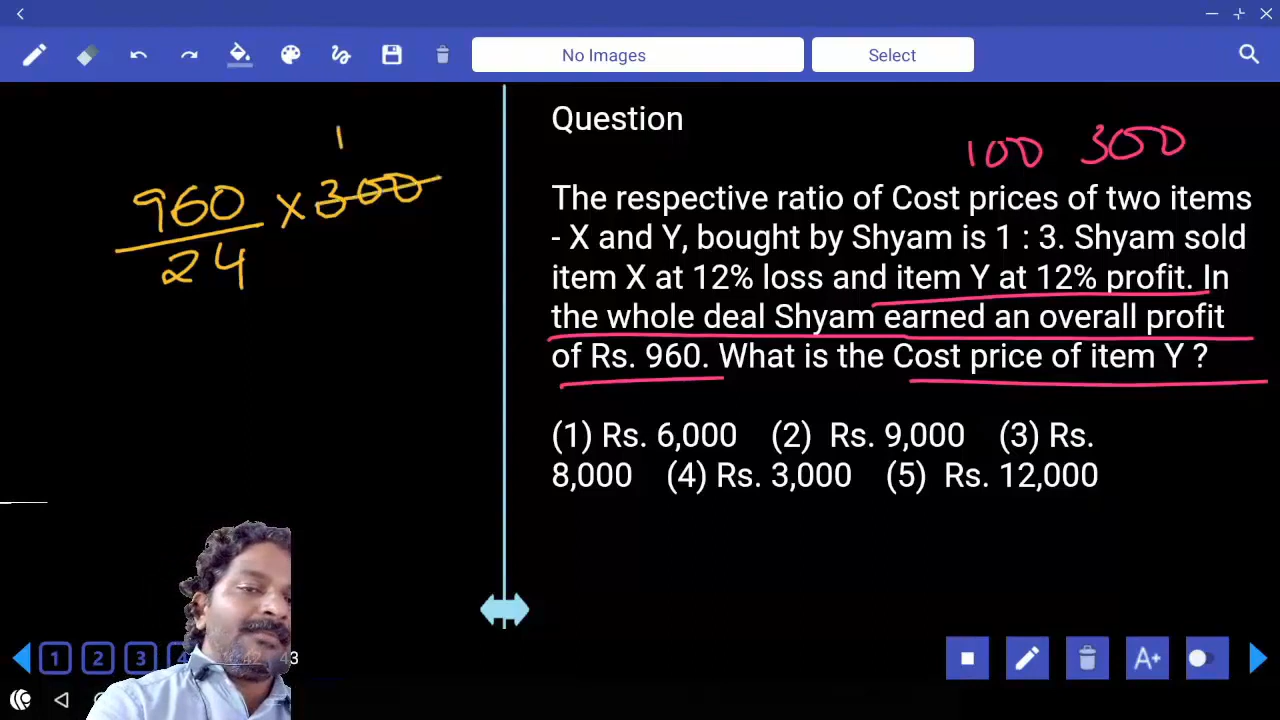 No Images
Select
Question
100 300
The respective ratio of Cost prices of two items
- X and Y, bought by Shyam is 1 : 3. Shyam sold
item X at 12% loss and item Y at 12% profit. In
the whole deal Shyam earned an overall profit
of Rs. 960. What is the Cost price of item Y ?
(1) Rs. 6,000 (2) Rs. 9,000 (3) Rs.
8,000 (4) Rs. 3,000 (5) Rs. 12,000
1
960 × 300
24
1 2 3 43
A+